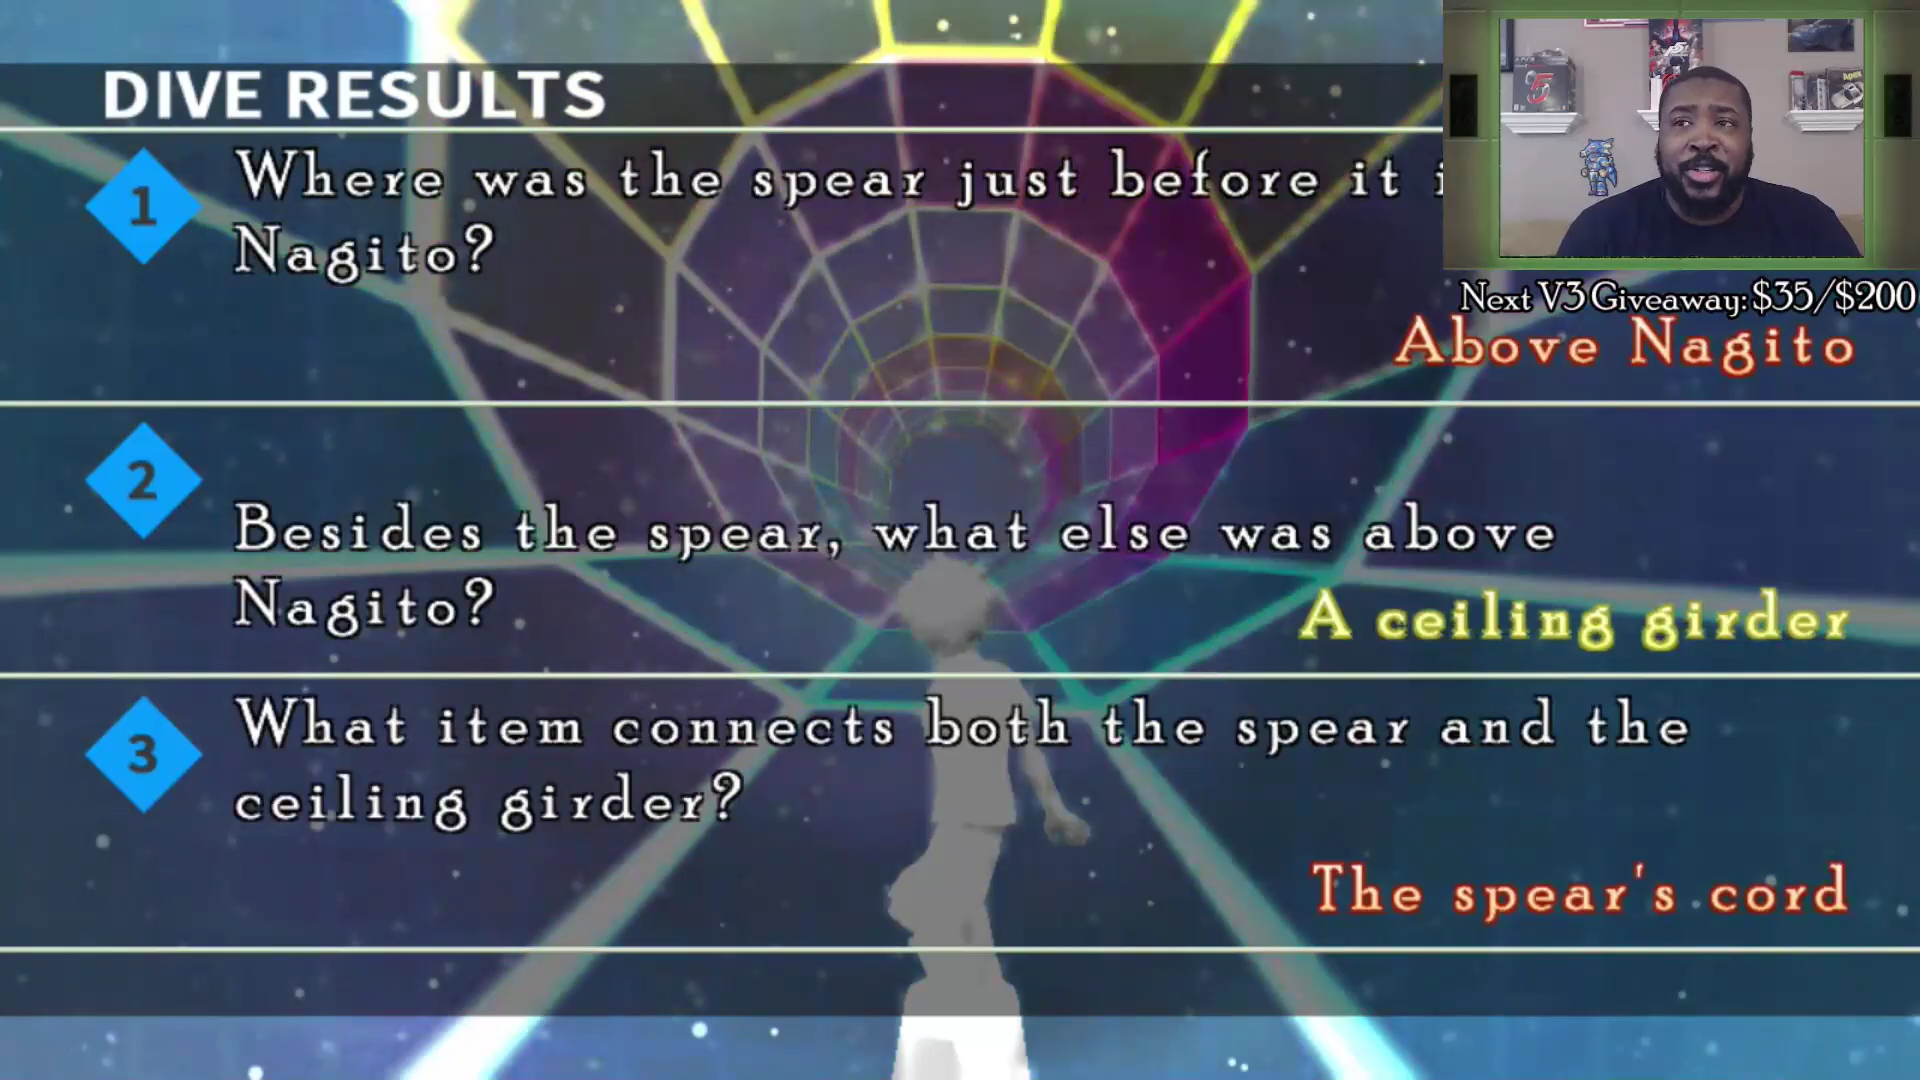 DIVE RESULTS
1
Where was the spear just before it
Nagito?
Next V3 Giveaway: $35/$200
Above Nagito
2
Besides the spear, what else was above
Nagito?
A ceiling girder
3
What item connects both the spear and the
ceiling girder?
The spear's cord
5
Apex